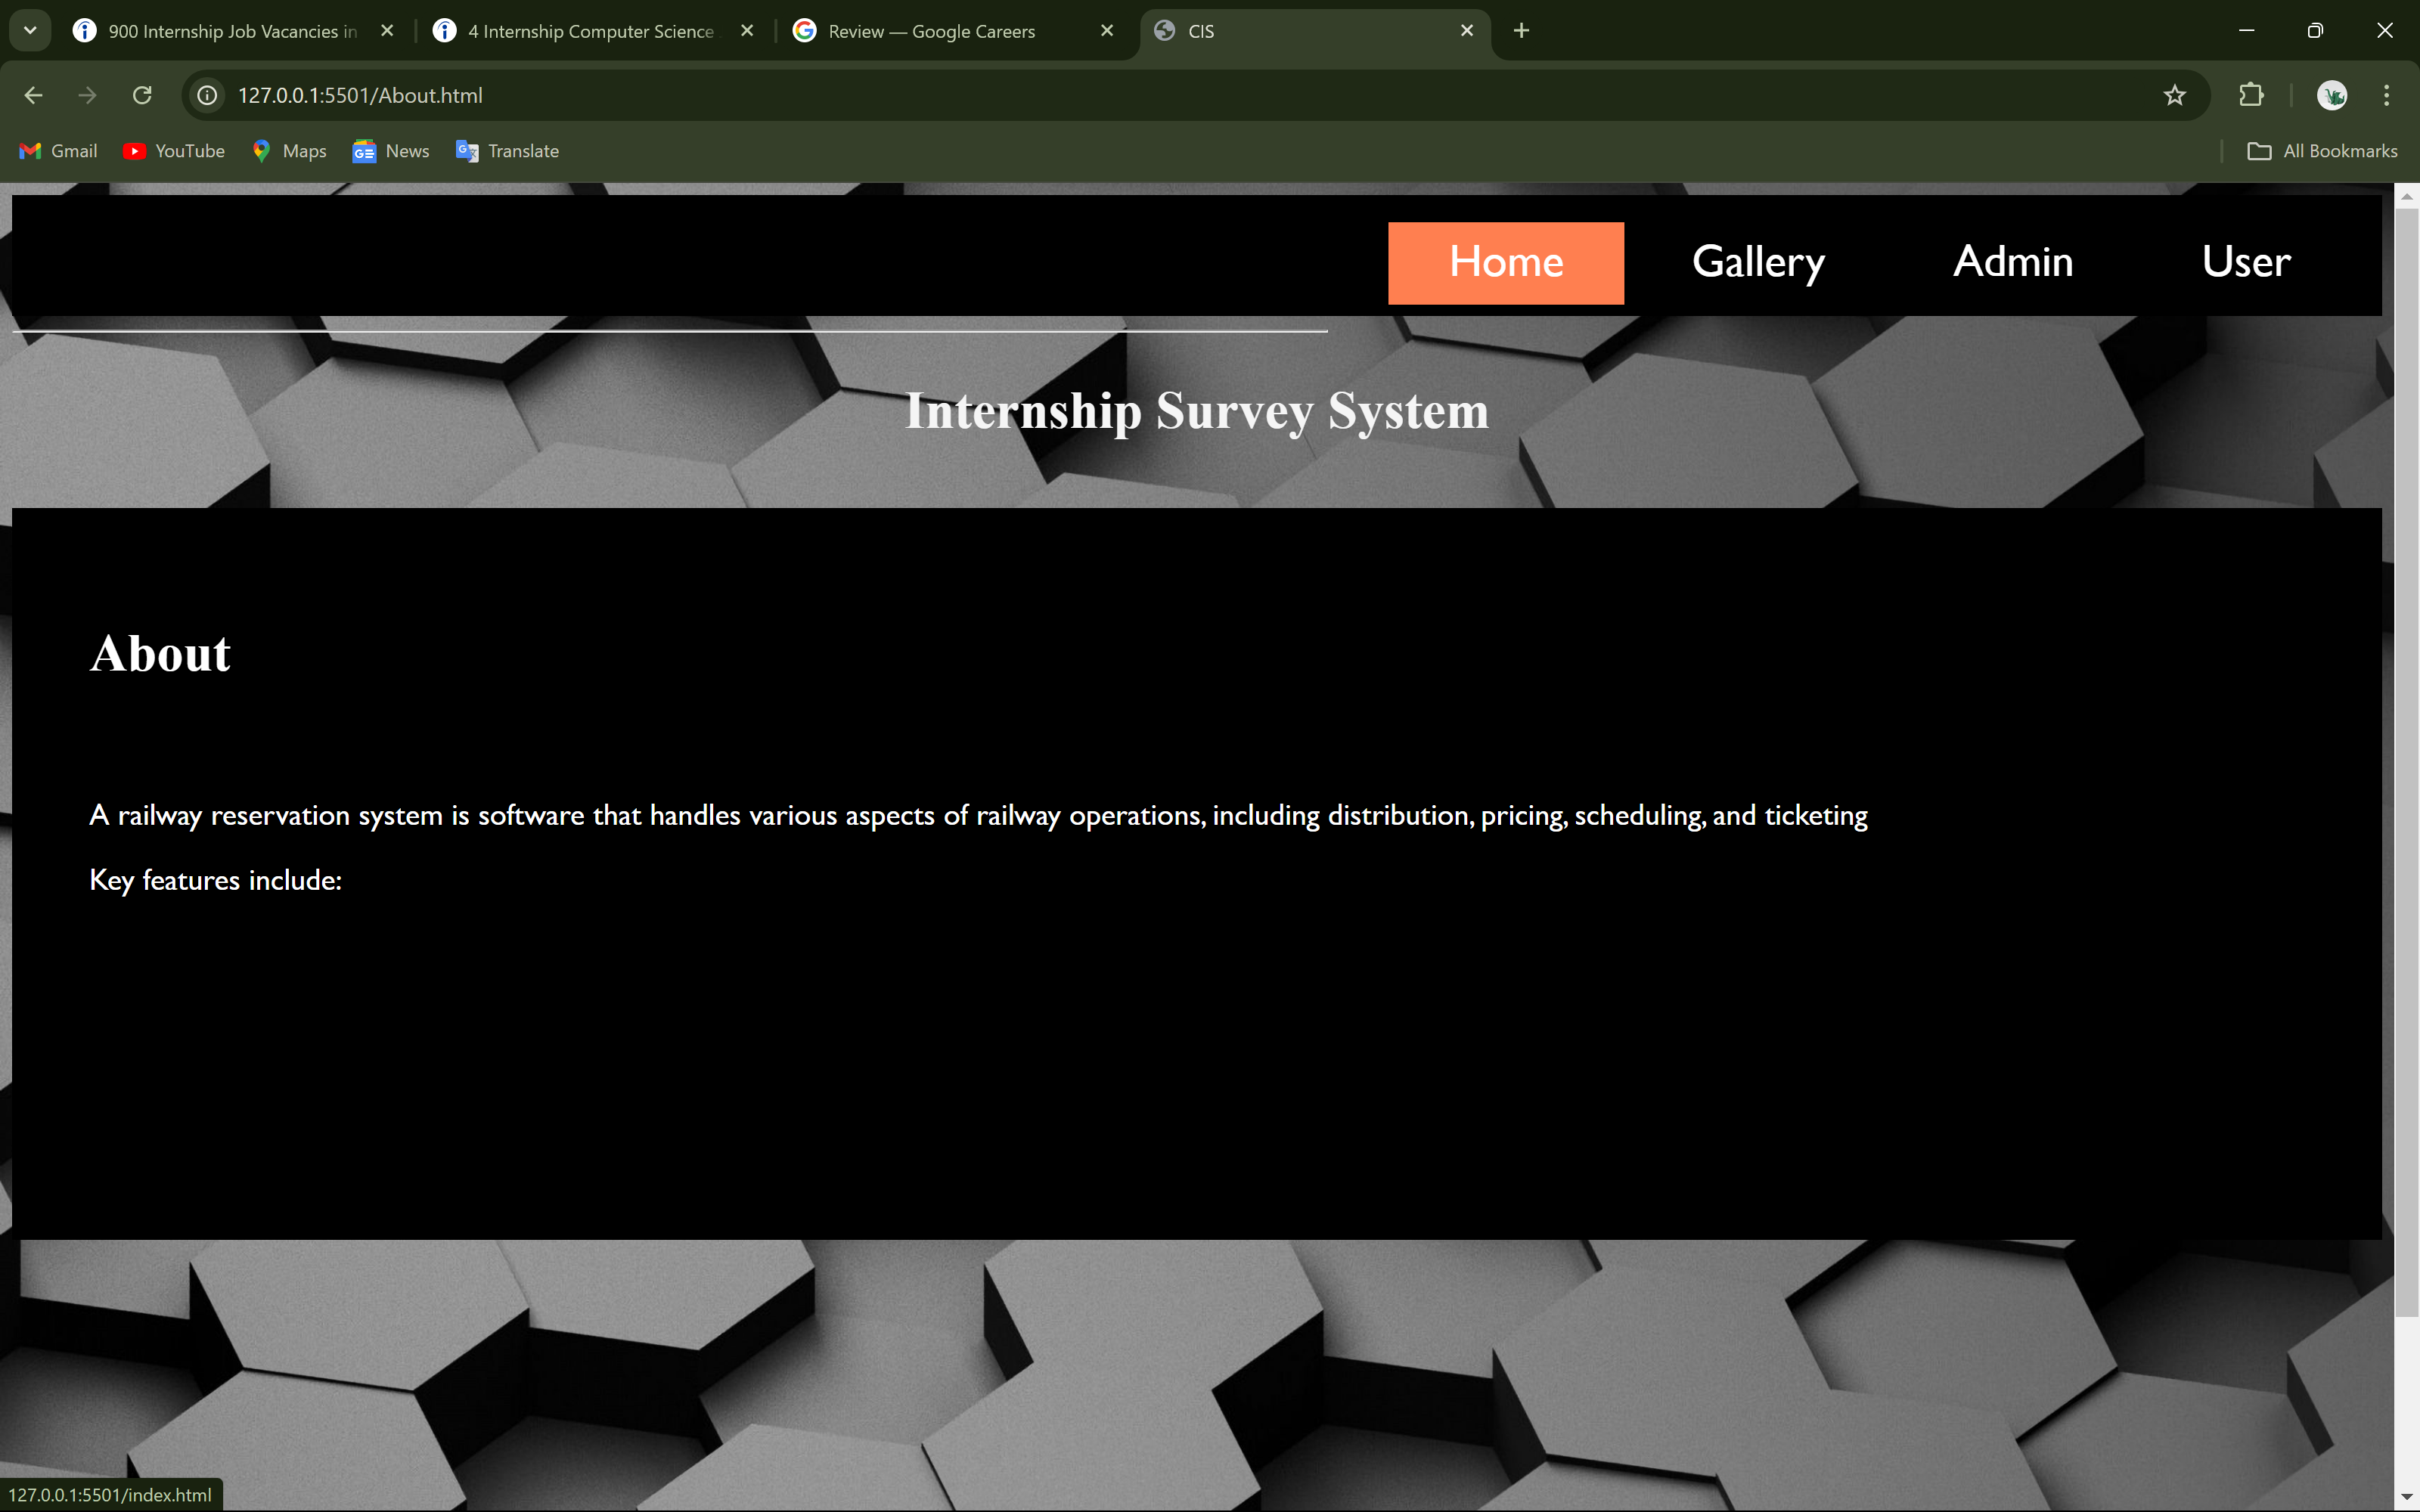 900 Internship Job Vacancies in
4 Internship Computer Science
Review — Google Careers
CIS
127.0.0.1:5501/About.html
Gmail
YouTube
Maps
News
Translate
All Bookmarks
Home
Gallery
Admin
User
Internship Survey System
About
A railway reservation system is software that handles various aspects of railway operations, including distribution, pricing, scheduling, and ticketing
Key features include:
127.0.0.1:5501/index.html